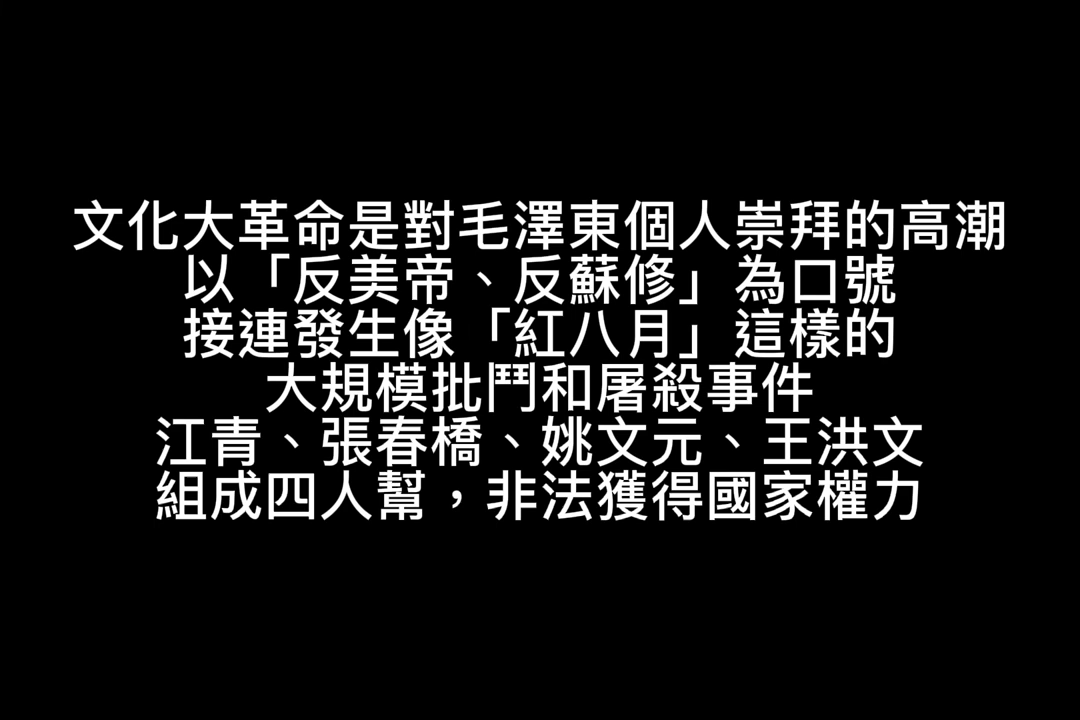 文化大革命是對毛澤東個人崇拜的高潮
以「反美帝、反蘇修」為口號
接連發生像「紅八月」這樣的
大規模批鬥和屠殺事件
江青、張春橋、姚文元、王洪文
組成四人幫，非法獲得國家權力